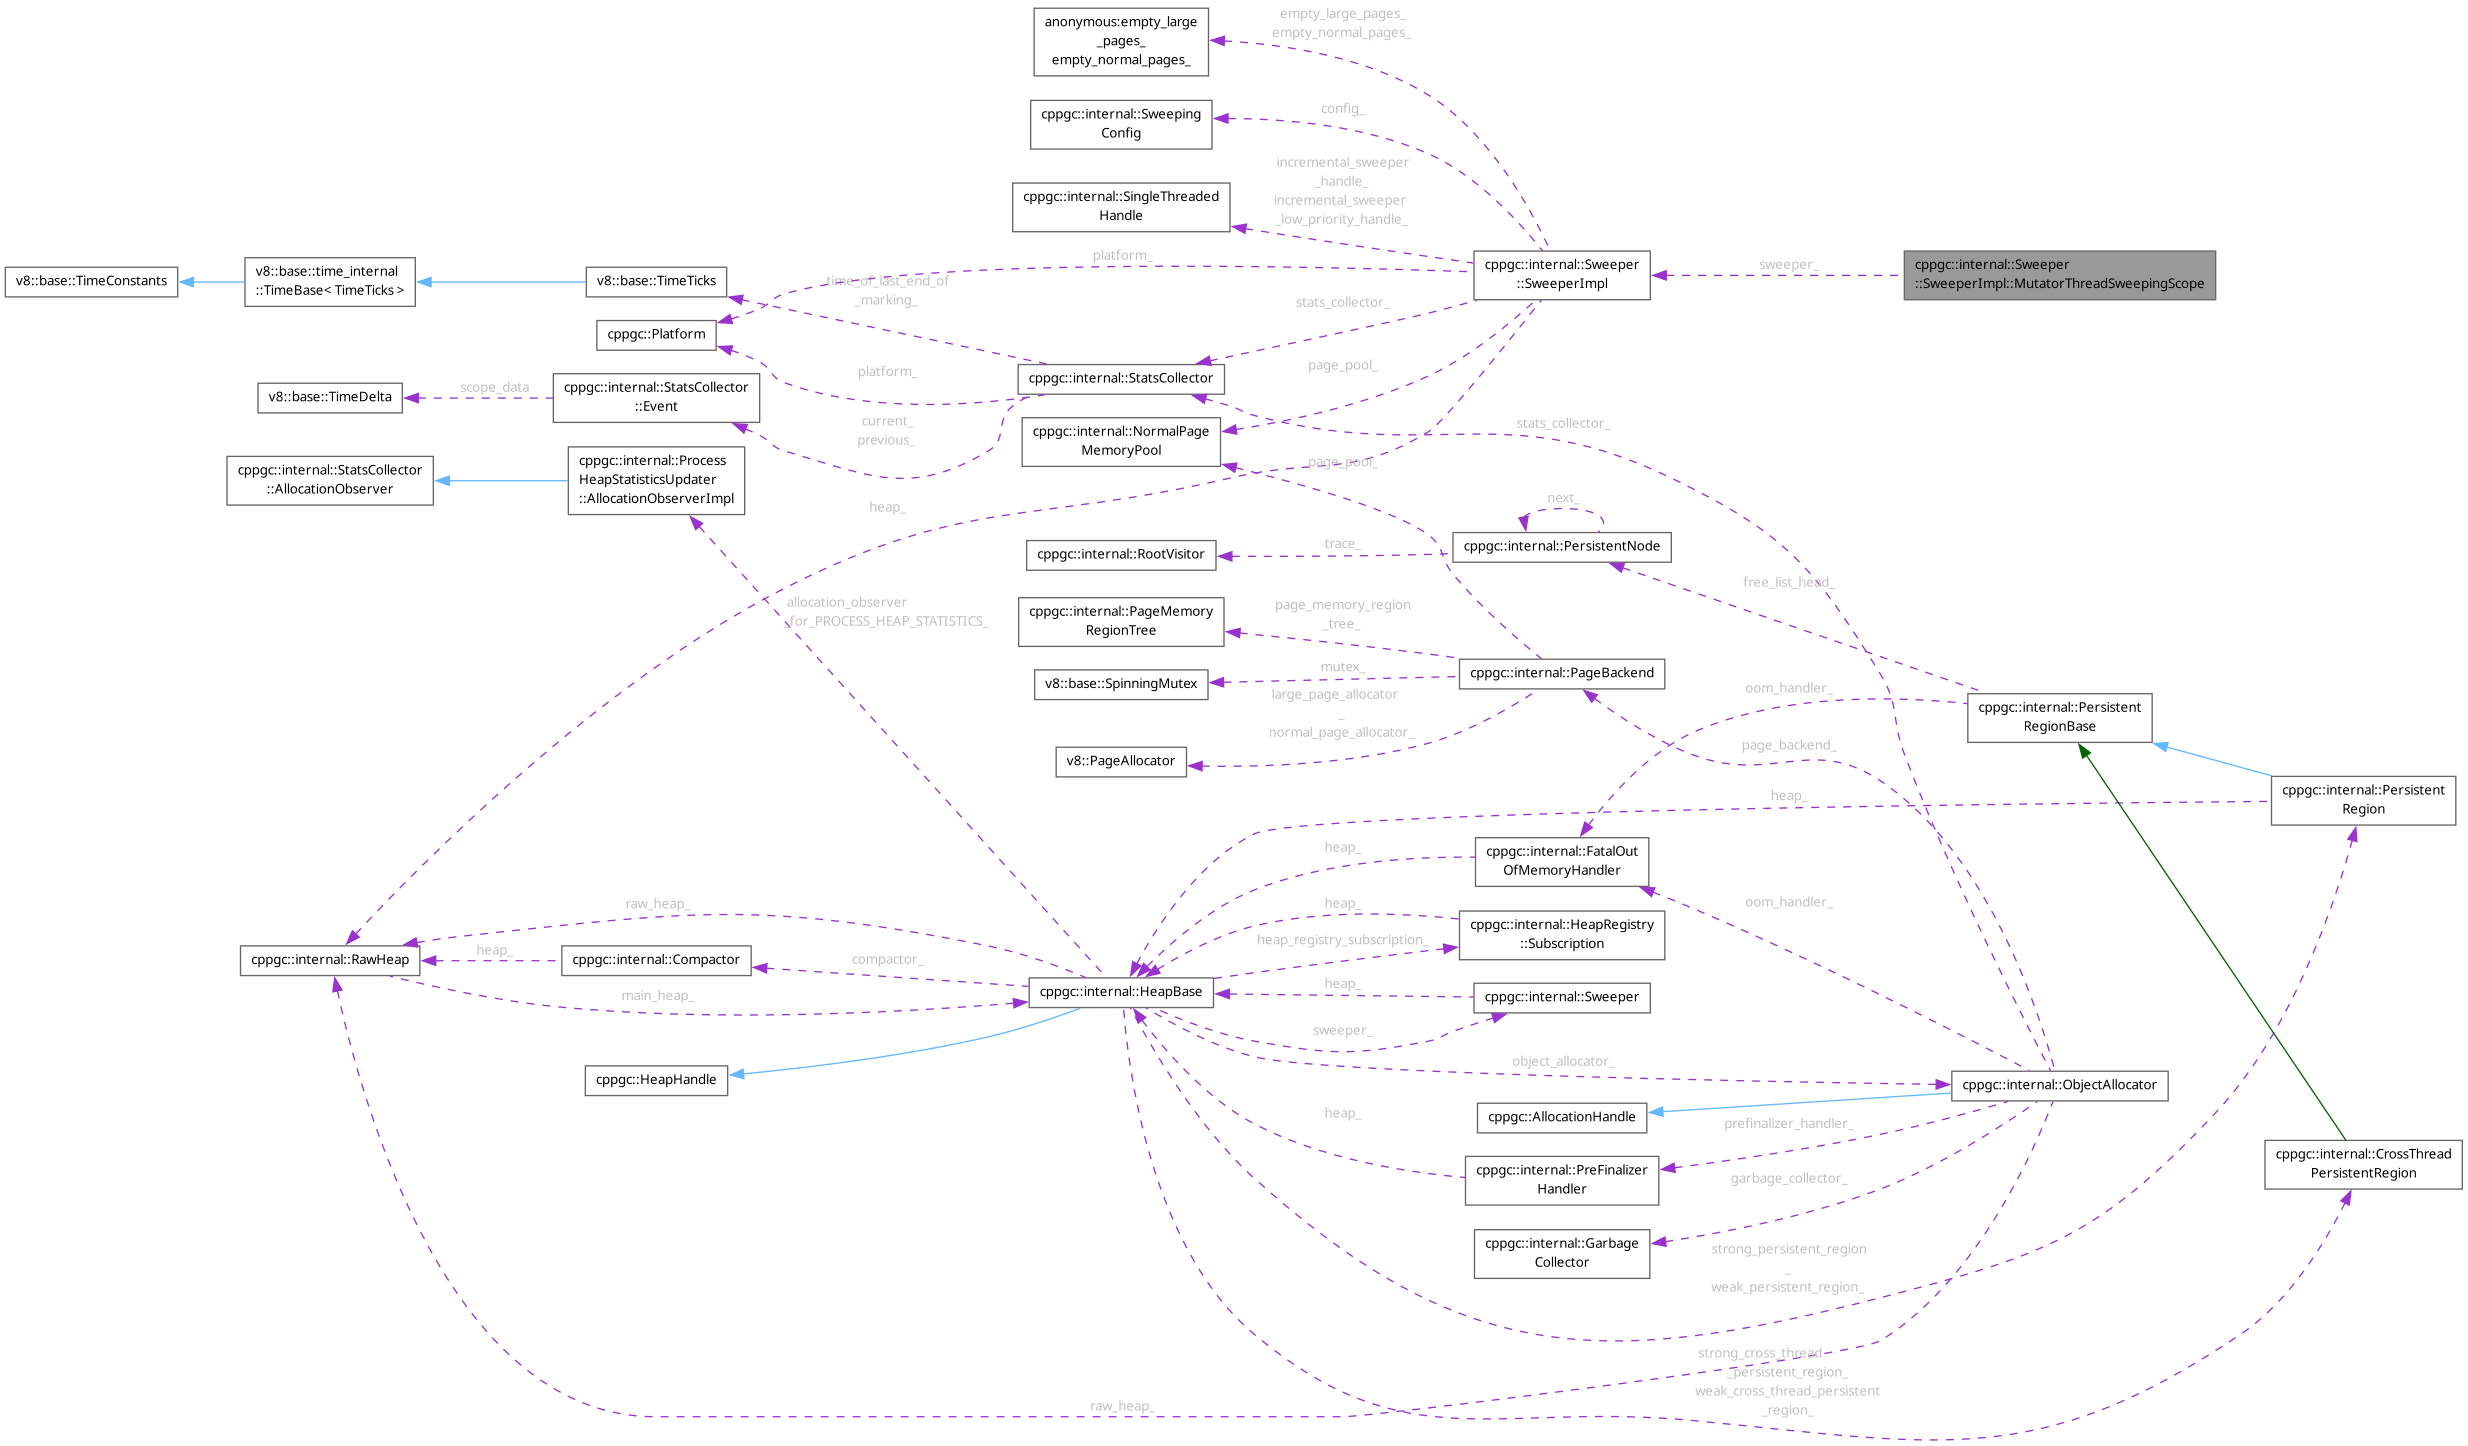 anonymous:empty_large
_pages_
empty_normal_pages_
empty_large_pages_
empty_normal_pages_
cppgc::internal::Sweeping
Config
config_
cppgc::internal::SingleThreaded
Handle
incremental_sweeper
_handle_
incremental_sweeper
_low_priority_handle_
v8::base::TimeConstants
v8::base::time_internal
::TimeBase< TimeTicks >
v8::base::TimeTicks
time_of_last_end_of
_marking_
platform_
cppgc::internal::Sweeper
::SweeperImpl
sweeper_
cppgc::internal::Sweeper
::SweeperImpl::MutatorThreadSweepingScope
cppgc::Platform
platform_
stats_collector_
cppgc::internal::StatsCollector
page_pool_
v8::base::TimeDelta
scope_data
cppgc::internal::StatsCollector
::Event
current_
previous_
cppgc::internal::NormalPage
MemoryPool
stats_collector_
page_pool_
cppgc::internal::StatsCollector
::AllocationObserver
cppgc::internal::Process
HeapStatisticsUpdater
::AllocationObserverImpl
heap_
next_
cppgc::internal::RootVisitor
trace_
cppgc::internal::PersistentNode
free_list_head_
allocation_observer
_for_PROCESS_HEAP_STATISTICS_
cppgc::internal::PageMemory
RegionTree
page_memory_region
_tree_
v8::base::SpinningMutex
mutex_
cppgc::internal::PageBackend
large_page_allocator
_
normal_page_allocator_
v8::PageAllocator
oom_handler_
page_backend_
cppgc::internal::Persistent
RegionBase
cppgc::internal::Persistent
Region
heap_
cppgc::internal::FatalOut
OfMemoryHandler
heap_
oom_handler_
cppgc::internal::HeapRegistry
::Subscription
heap_
heap_registry_subscription_
raw_heap_
cppgc::internal::RawHeap
heap_
cppgc::internal::Compactor
compactor_
main_heap_
cppgc::internal::HeapBase
heap_
cppgc::internal::Sweeper
sweeper_
cppgc::HeapHandle
object_allocator_
cppgc::internal::ObjectAllocator
cppgc::AllocationHandle
heap_
prefinalizer_handler_
cppgc::internal::PreFinalizer
Handler
garbage_collector_
cppgc::internal::CrossThread
PersistentRegion
cppgc::internal::Garbage
Collector
strong_persistent_region
_
weak_persistent_region_
strong_cross_thread
_persistent_region_
weak_cross_thread_persistent
_region_
raw_heap_